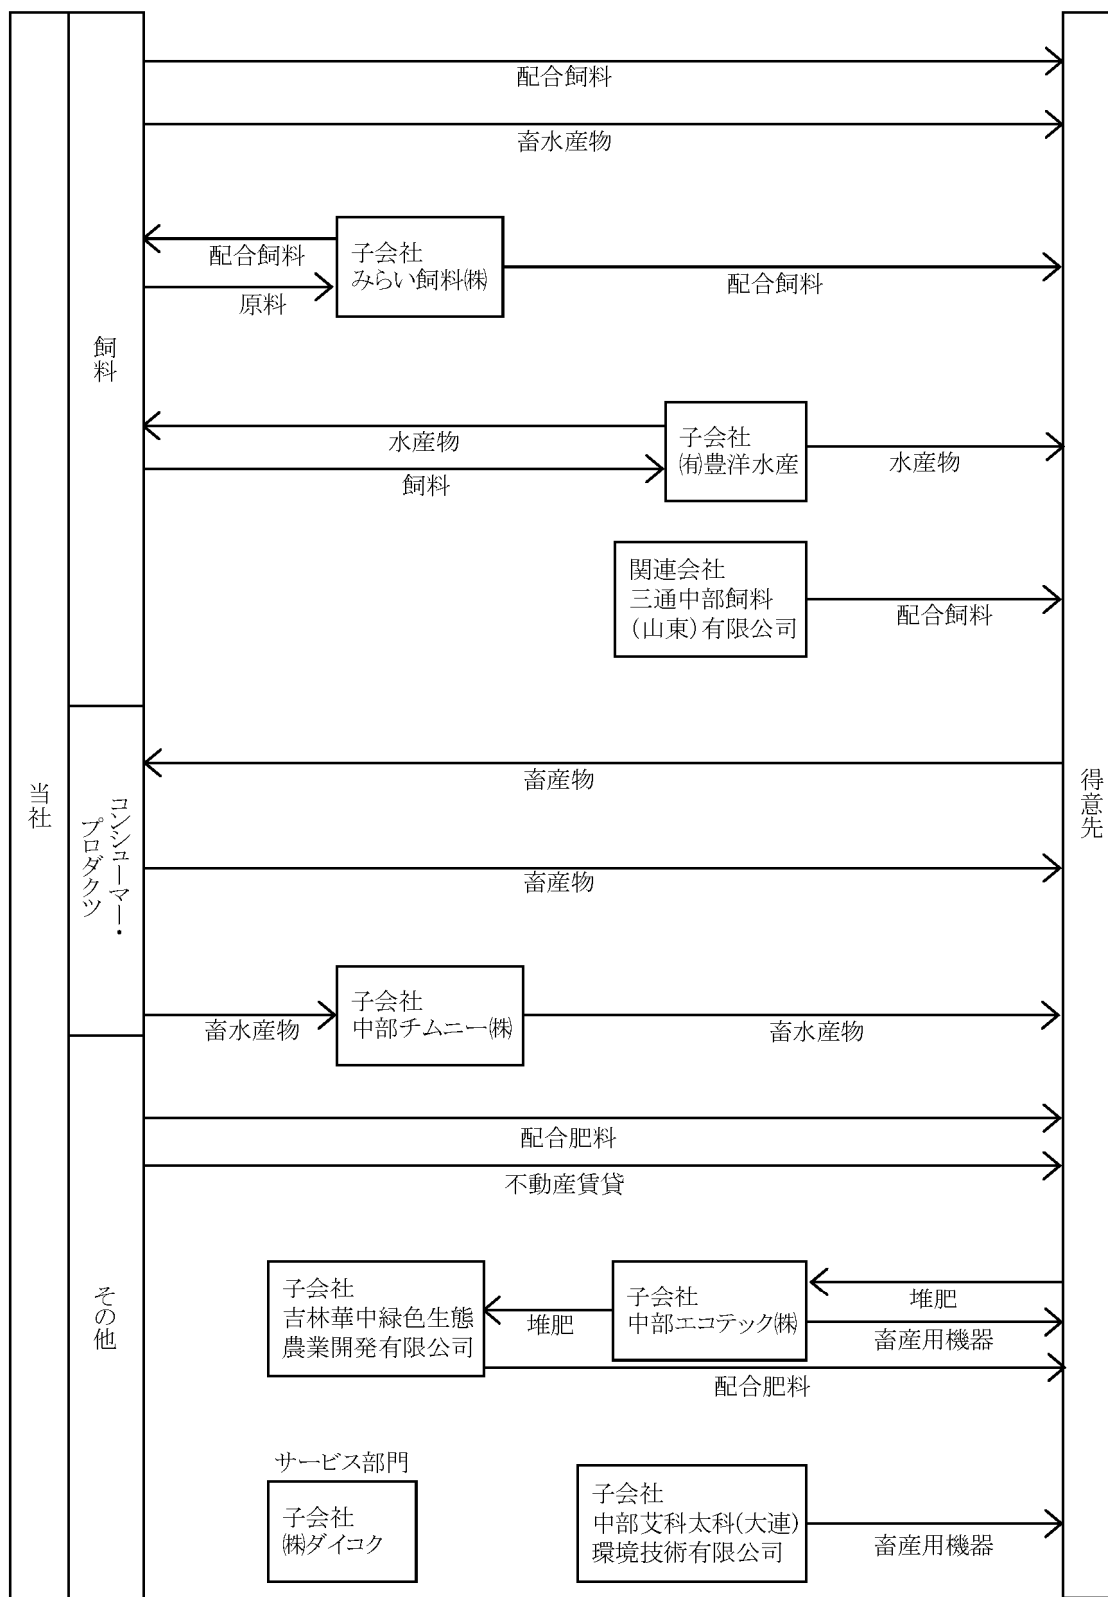 当社
飼料
コンシューマー・
プロダクツ
その他
得意先
配合飼料
畜水産物
配合飼料
原料
子会社
みらい飼料㈱
配合飼料
水産物
飼料
子会社
㈲豊洋水産
水産物
関連会社
三通中部飼料
(山東)有限公司
配合飼料
畜産物
畜産物
畜水産物
子会社
中部チムニー㈱
畜水産物
配合肥料
不動産賃貸
子会社
吉林華中緑色生態
農業開発有限公司
堆肥
子会社
中部エコテック㈱
堆肥
畜産用機器
配合肥料
サービス部門
子会社
㈱ダイコク
子会社
中部艾科太科(大連)
環境技術有限公司
畜産用機器